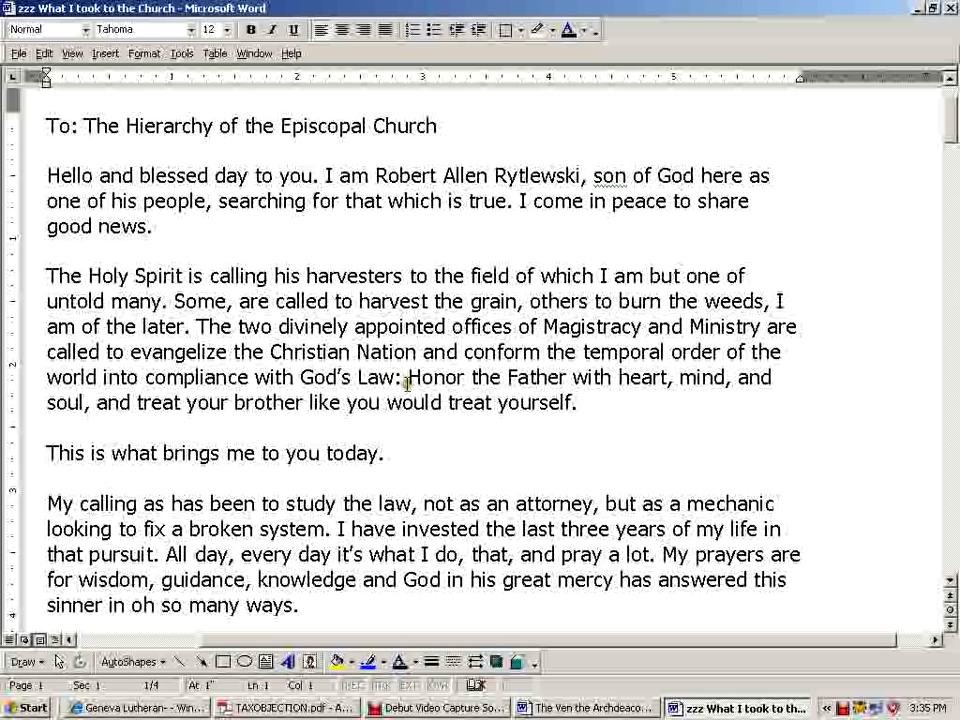 zzz What I took to the Church - Microsoft Word
Normal Tahoma 12 B I U
File Edit View Insert Format Tools Table Window Help
1 2 3 4 5
To: The Hierarchy of the Episcopal Church
Hello and blessed day to you. I am Robert Allen Rytlewski, son of God here as
one of his people, searching for that which is true. I come in peace to share
good news.
The Holy Spirit is calling his harvesters to the field of which I am but one of
untold many. Some, are called to harvest the grain, others to burn the weeds, I
am of the later. The two divinely appointed offices of Magistracy and Ministry are
called to evangelize the Christian Nation and conform the temporal order of the
world into compliance with God's Law: Honor the Father with heart, mind, and
soul, and treat your brother like you would treat yourself.
This is what brings me to you today.
My calling as has been to study the law, not as an attorney, but as a mechanic
looking to fix a broken system. I have invested the last three years of my life in
that pursuit. All day, every day it's what I do, that, and pray a lot. My prayers are
for wisdom, guidance, knowledge and God in his great mercy has answered this
sinner in oh so many ways.
Draw AutoShapes
Page 1 Sec 1 1/4 At 1" Ln 1 Col 1 REC TRK EXT OVR
Start Geneva Lutheran-- - Win... TAXOBJECTION.pdf - A... Debut Video Capture So... The Ven the Archdeaco... zzz What I took to th... 3:35 PM